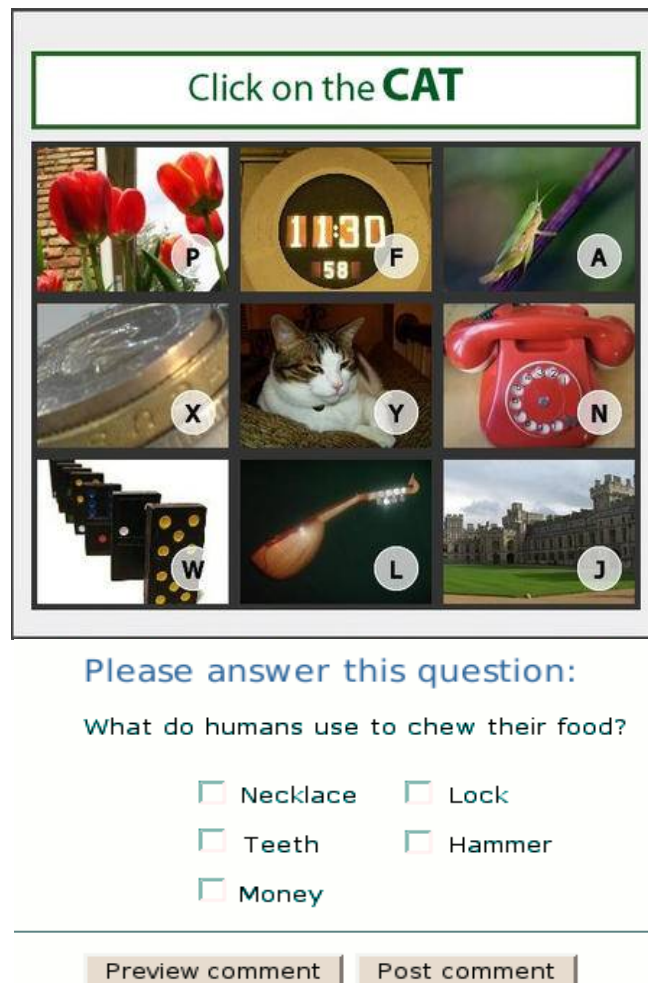 Click on the CAT
P F A
11:30
58
X Y N
W L J
Please answer this question:
What do humans use to chew their food?
Necklace Lock
Teeth Hammer
Money
Preview comment Post comment